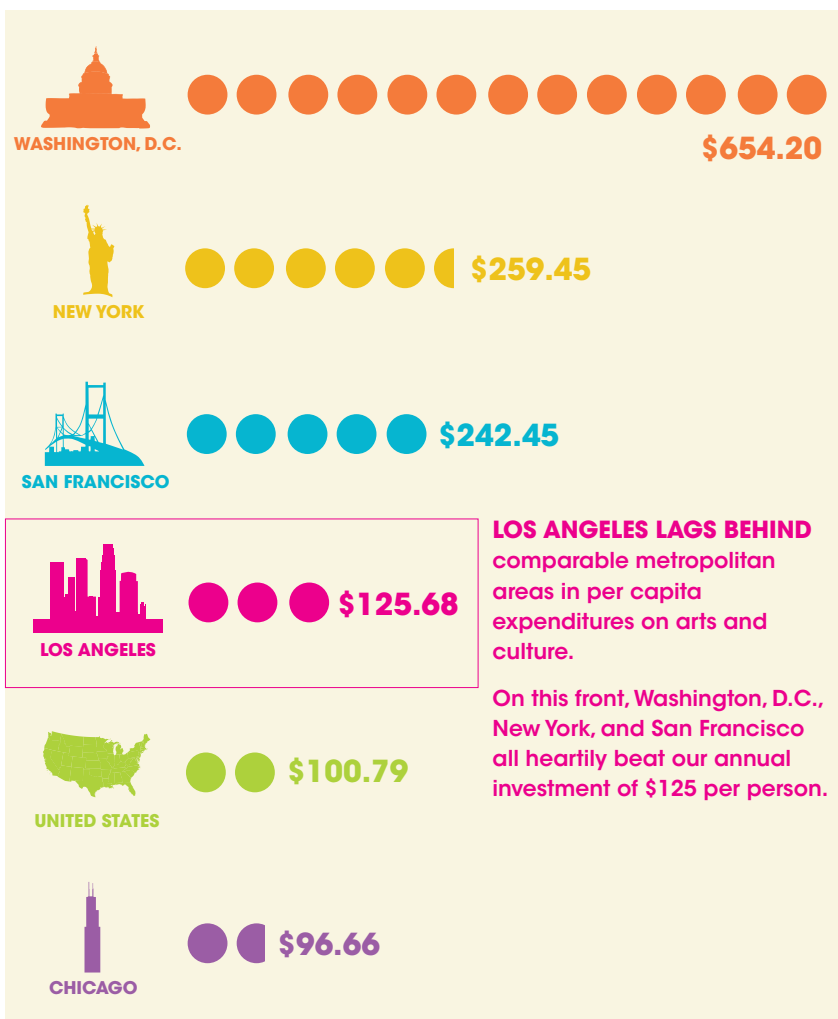 WASHINGTON, D.C.
$654.20
NEW YORK
$259.45
SAN FRANCISCO
$242.45
LOS ANGELES
$125.68
LOS ANGELES LAGS BEHIND
comparable metropolitan
areas in per capita
expenditures on arts and
culture.
On this front, Washington, D.C.,
New York, and San Francisco
all heartily beat our annual
investment of $125 per person.
UNITED STATES
$100.79
CHICAGO
$96.66